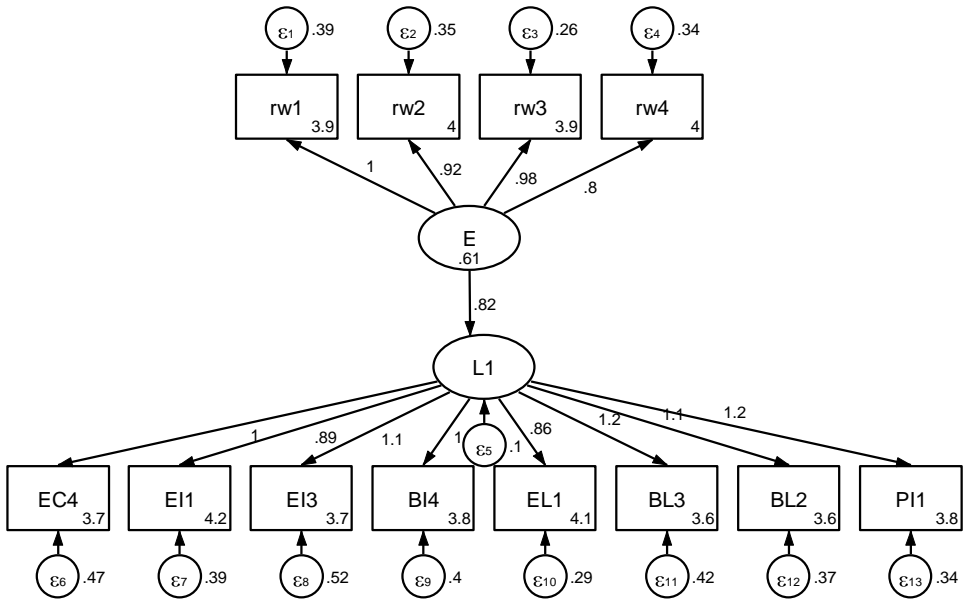 ε1 .39 ε2 .35 ε3 .26 ε4 .34
rw1 rw2 rw3 rw4
3.9 4 3.9 4
1 .92 .98 .8
E
.61
.82
L1
1 .89 1.1 1 .86 1.2 1.1 1.2
ε5 .1
EC4 EI1 EI3 BI4 EL1 BL3 BL2 PI1
3.7 4.2 3.7 3.8 4.1 3.6 3.6 3.8
ε6 .47 ε7 .39 ε8 .52 ε9 .4 ε10 .29 ε11 .42 ε12 .37 ε13 .34